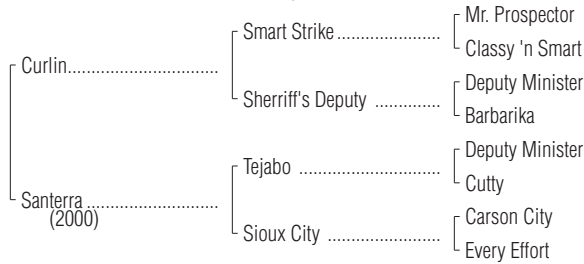 Mr. Prospector
Smart Strike ..................
Classy 'n Smart
Curlin................................
Deputy Minister
Sherriff's Deputy ..............
Barbarika
Deputy Minister
Tejabo ..............................
Cutty
Santerra ............................
(2000)
Carson City
Sioux City ........................
Every Effort